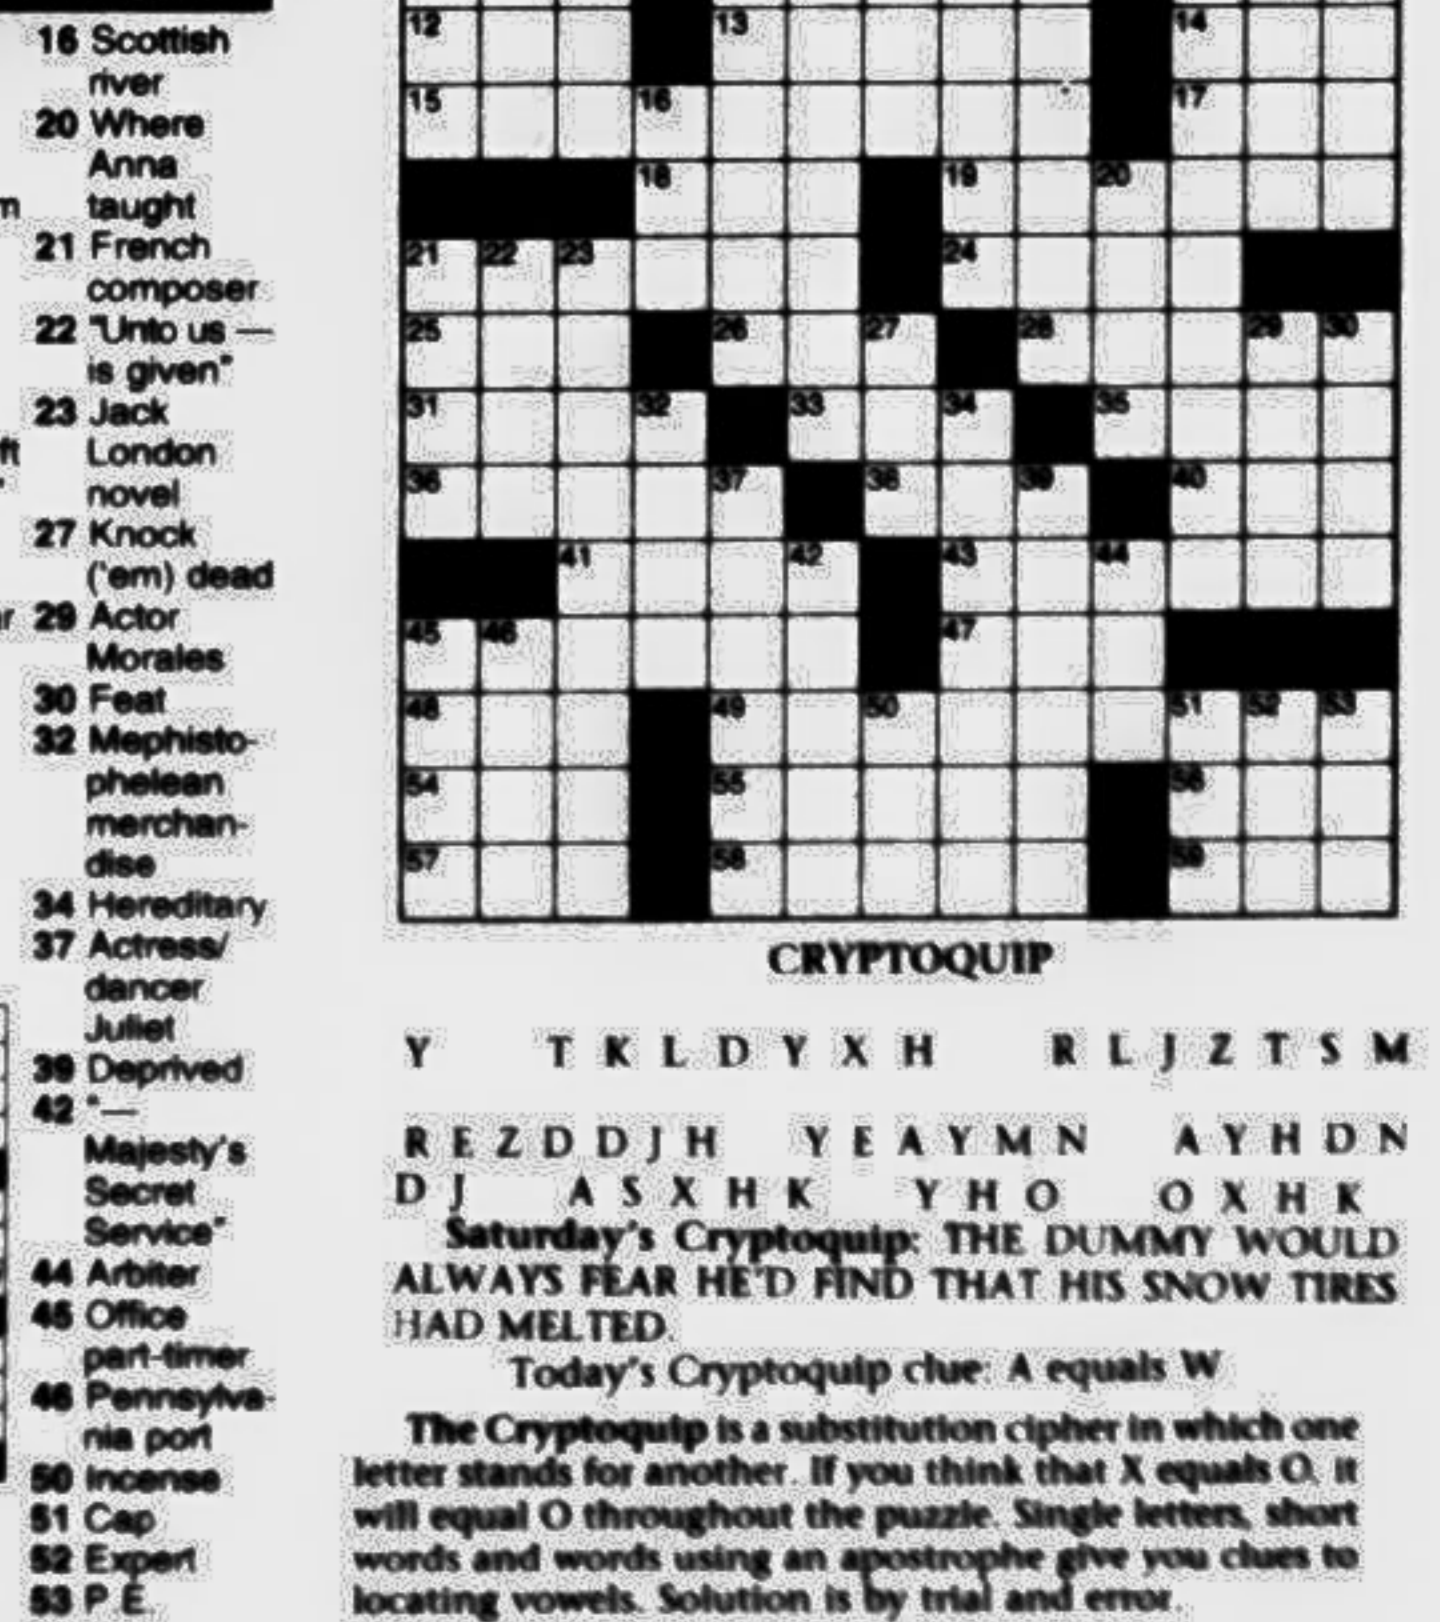 16 Scottish
river
20 Where
Anna
taught
21 French
composer
22 "Unto us —
is given"
23 Jack
London
novel
27 Knock
('em) dead
29 Actor
Morales
30 Feat
32 Mephisto-
phelean
merchan-
dise
34 Hereditary
37 Actress/
dancer
Juliet
39 Deprived
42 "—
Majesty's
Secret
Service"
44 Arbiter
45 Office
part-timer
46 Pennsylva-
nia port
50 Incense
51 Cap
52 Expert
53 P E
12 13 14
15 16 17
18 19 20
21 22 23 24
25 26 27 28 29 30
31 32 33 34 35
36 37 38 39 40
41 42 43 44
45 46 47
48 49 50 51 52 53
54 55 56
57 58 59
CRYPTOQUIP
Y TKLDYXH RLJZTSM
REZDDJH YEAYMN AYHDN
DJ ASXHK YHO OXHK
Saturday's Cryptoquip: THE DUMMY WOULD
ALWAYS FEAR HE'D FIND THAT HIS SNOW TIRES
HAD MELTED.
Today's Cryptoquip clue: A equals W
The Cryptoquip is a substitution cipher in which one
letter stands for another. If you think that X equals O, it
will equal O throughout the puzzle. Single letters, short
words and words using an apostrophe give you clues to
locating vowels. Solution is by trial and error.